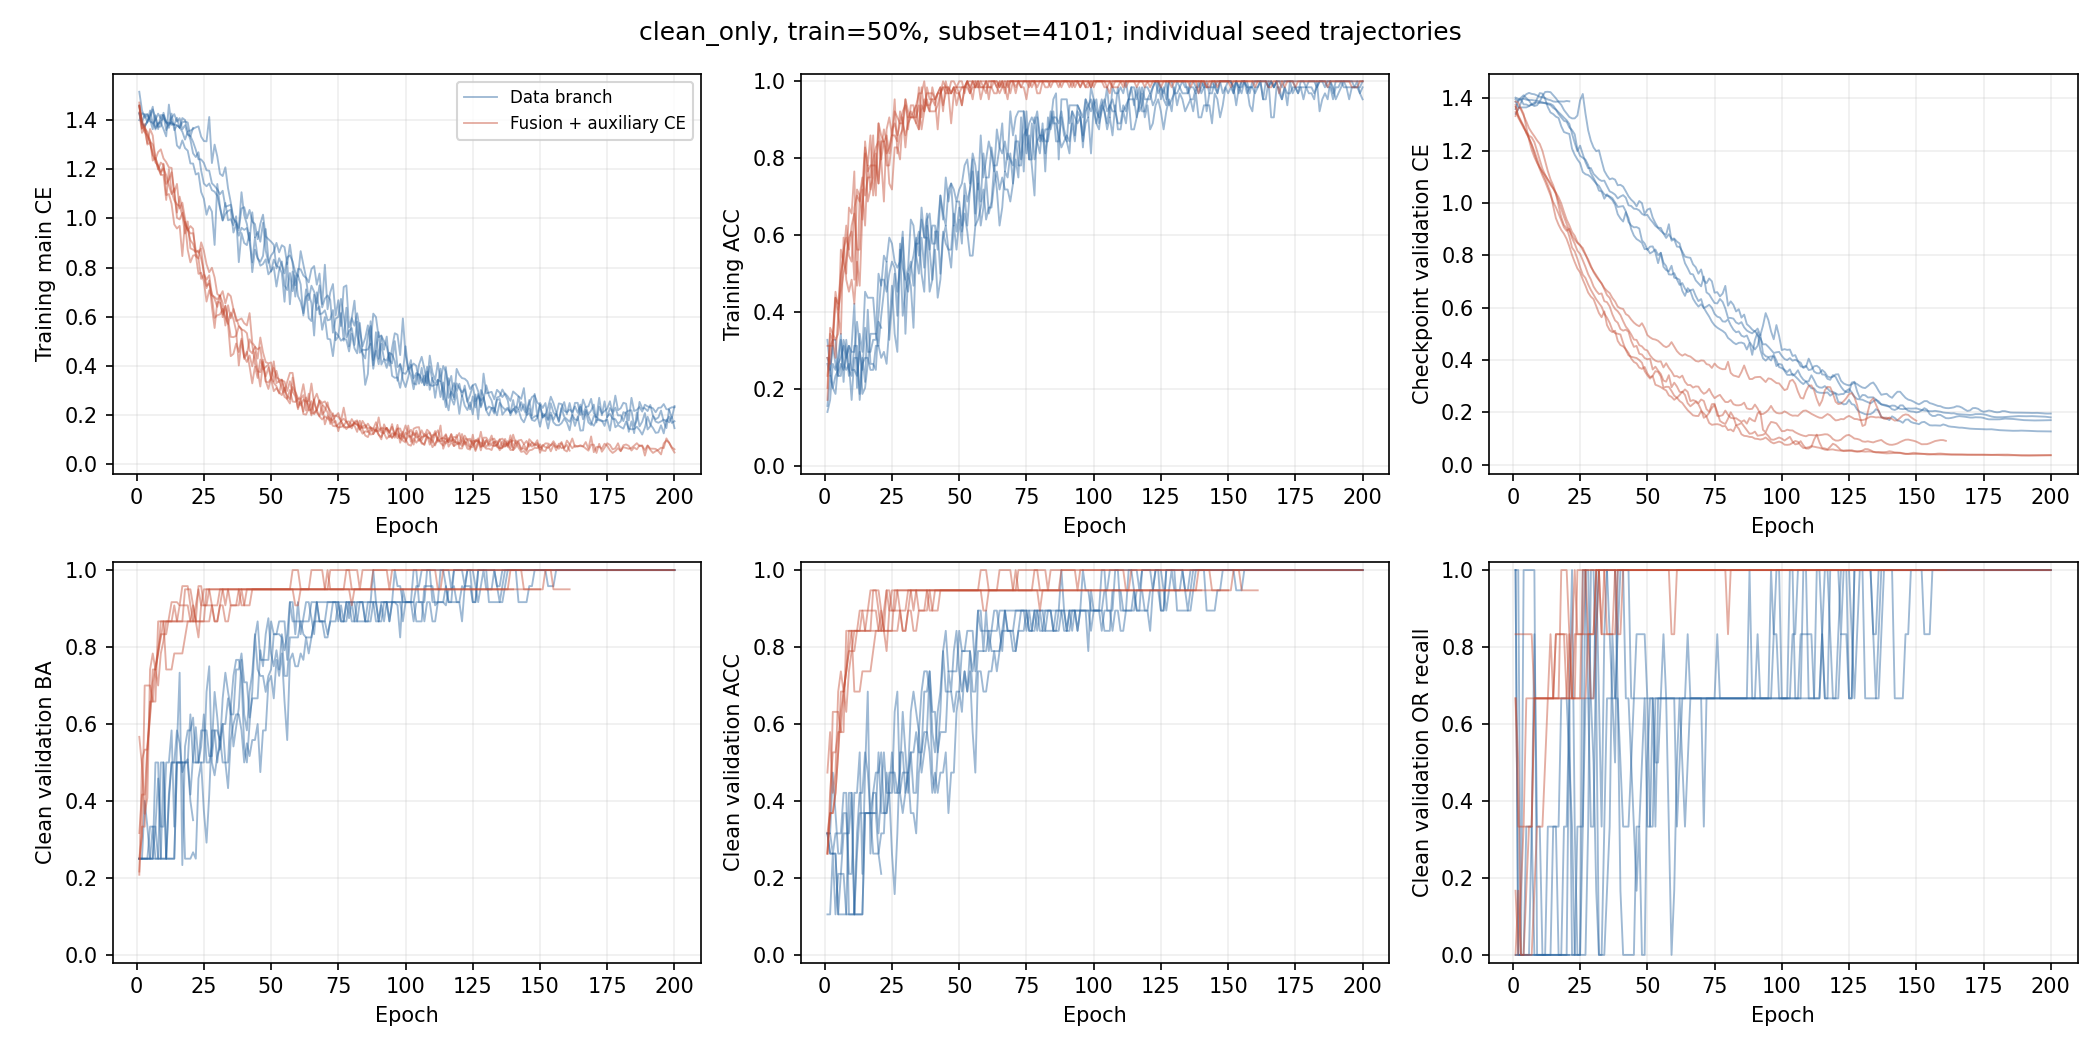 clean_only, train=50%, subset=4101; individual seed trajectories
Training main CE
1.4
1.2
1.0
0.8
0.6
0.4
0.2
0.0
Data branch
Fusion + auxiliary CE
0 25 50 75 100 125 150 175 200
Epoch
Training ACC
1.0
0.8
0.6
0.4
0.2
0.0
0 25 50 75 100 125 150 175 200
Epoch
Checkpoint validation CE
1.4
1.2
1.0
0.8
0.6
0.4
0.2
0.0
0 25 50 75 100 125 150 175 200
Epoch
Clean validation BA
1.0
0.8
0.6
0.4
0.2
0.0
0 25 50 75 100 125 150 175 200
Epoch
Clean validation ACC
1.0
0.8
0.6
0.4
0.2
0.0
0 25 50 75 100 125 150 175 200
Epoch
Clean validation OR recall
1.0
0.8
0.6
0.4
0.2
0.0
0 25 50 75 100 125 150 175 200
Epoch